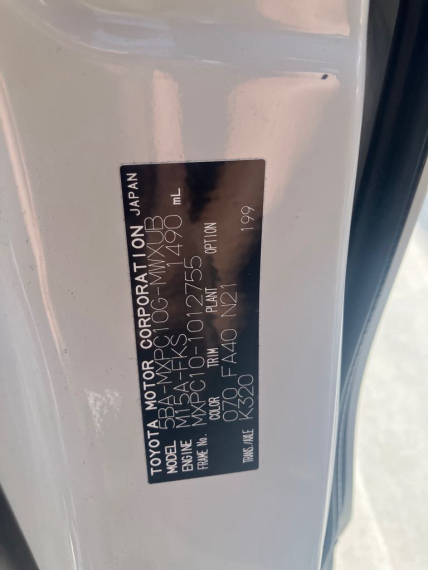 TOYOTA MOTOR CORPORATION JAPAN
MODEL 5BA-MXPC10G-MWXUB
ENGINE M15A-FKS 1490 mL
FRAME No. MXPC10-1012755
COLOR TRIM PLANT OPTION
070 FA40 N21 199
TRANS./AXLE K320